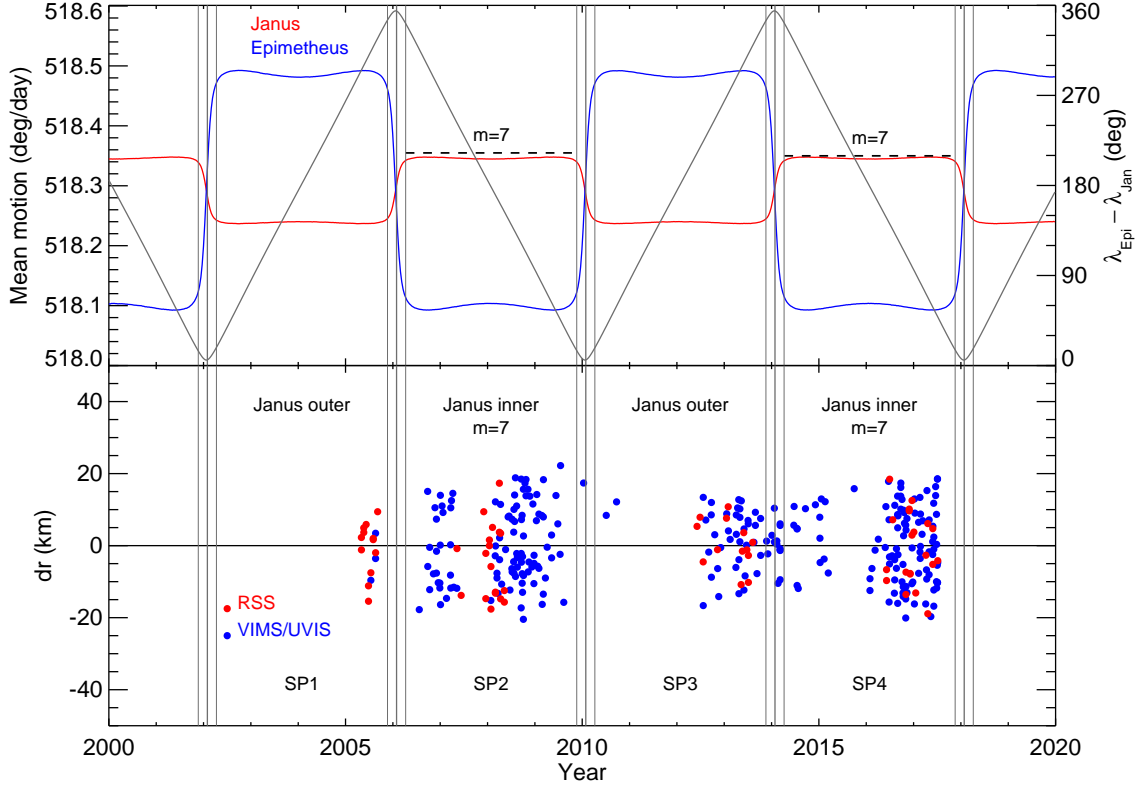 Janus
Epimetheus
Mean motion (deg/day)
518.6
518.5
518.4
518.3
518.2
518.1
518.0
m=7
m=7
360
270
180
90
0
λEpi − λJan (deg)
dr (km)
40
20
0
-20
-40
Janus outer
Janus inner
m=7
Janus outer
Janus inner
m=7
RSS
VIMS/UVIS
SP1
SP2
SP3
SP4
2000
2005
2010
2015
2020
Year